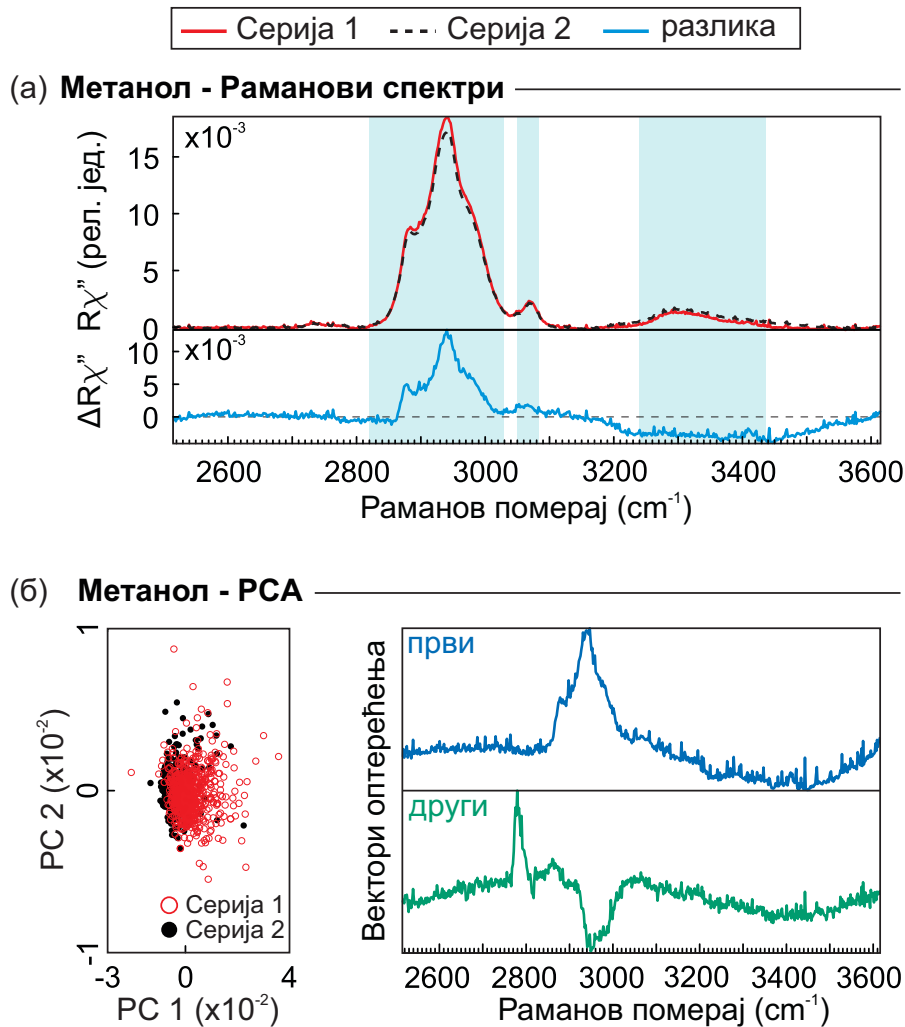 Серија 1 Серија 2 разлика
(а) Метанол - Раманови спектри
x10⁻³
15
10
5
0
Rχ” (рел. јед.)
x10⁻³
10
5
0
ΔRχ”
2600 2800 3000 3200 3400 3600
Раманов померај (cm⁻¹)
(б) Метанол - PCA
1
0
-1
PC 2 (x10⁻²)
Серија 1
Серија 2
-3 0 4
PC 1 (x10⁻²)
Вектори оптерећења
први
други
2600 2800 3000 3200 3400 3600
Раманов померај (cm⁻¹)